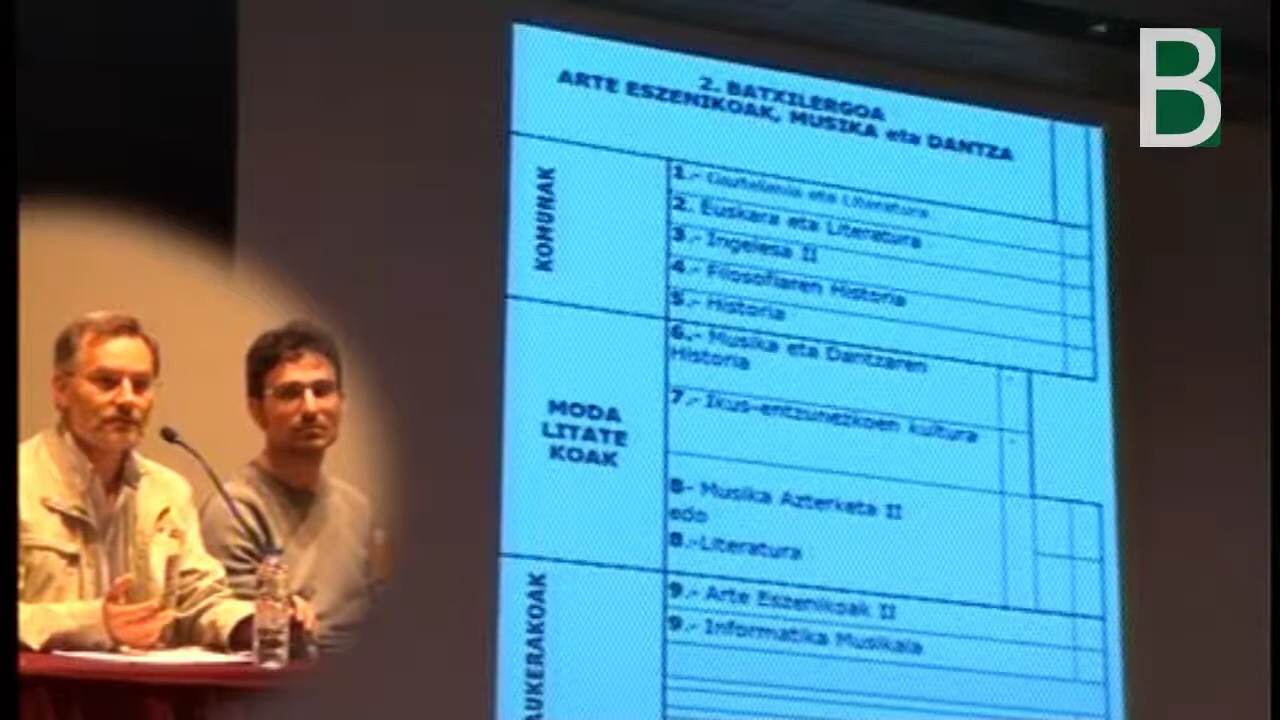 B
2. BATXILERGOA
ARTE ESZENIKOAK, MUSIKA eta DANTZA
KOMUNAK
1.- Gaztelania eta Literatura
2. Euskara eta Literatura
3.- Ingelesa II
4.- Filosofiaren Historia
5.- Historia
MODA
LITATE
KOAK
6.- Musika eta Dantzaren
Historia
7.- Ikus-entzunezkoen kultura
8- Musika Azterketa II
edo
8.-Literatura
AUKERAKOAK
9.- Arte Eszenikoak II
9.- Informatika Musikala